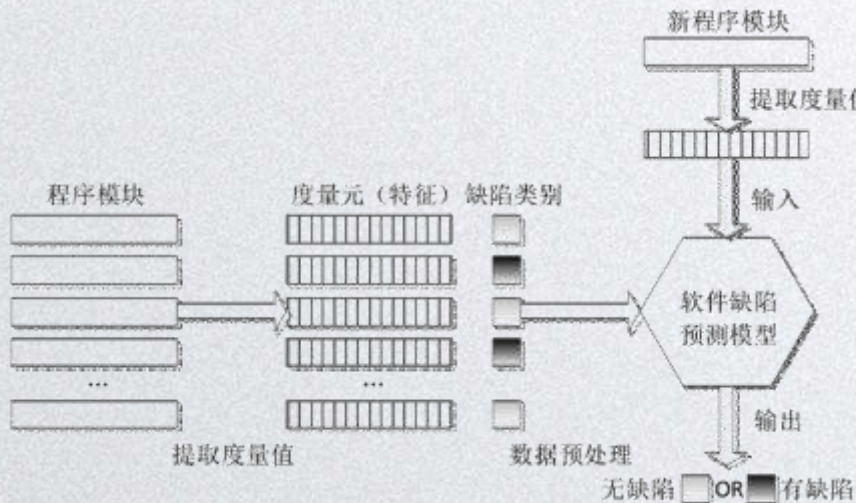 新程序模块
提取度量值
程序模块
度量元（特征）
缺陷类别
输入
软件缺陷
预测模型
...
...
输出
提取度量值
数据预处理
无缺陷
OR
有缺陷